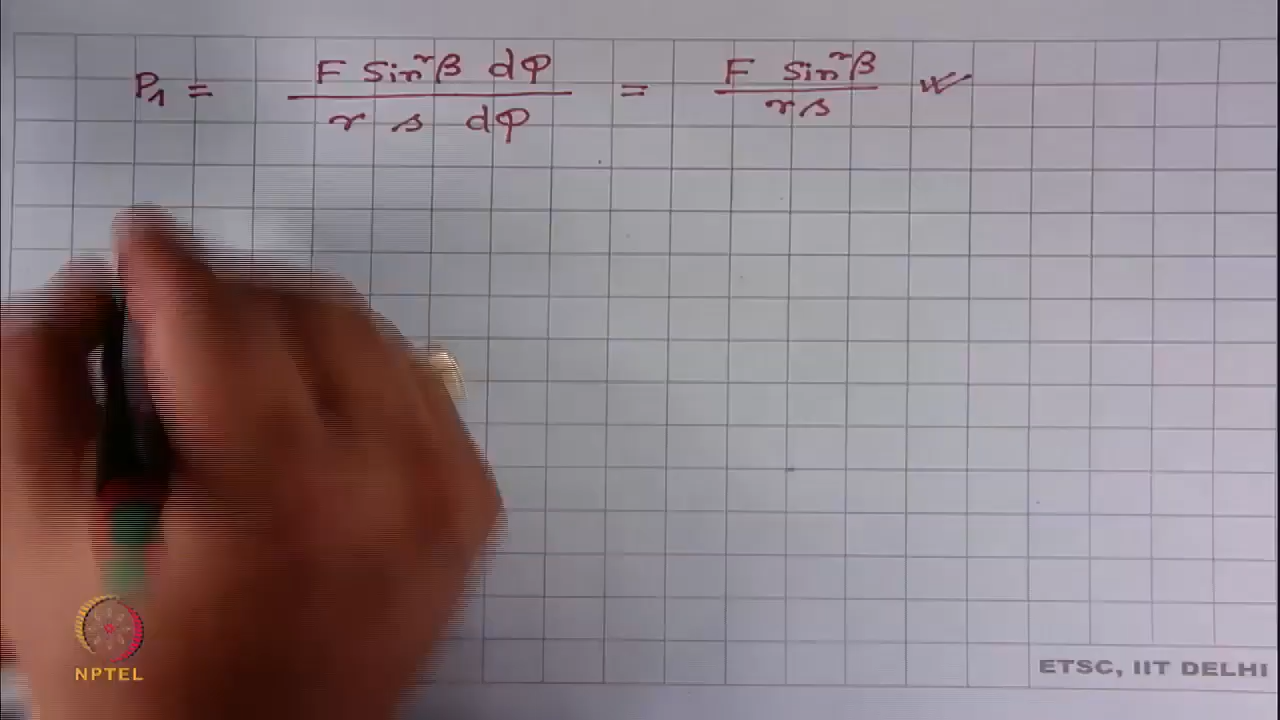 P₁ = F Sin²β dφ / r s dφ = F Sin²β / r s
NPTEL
ETSC, IIT DELHI